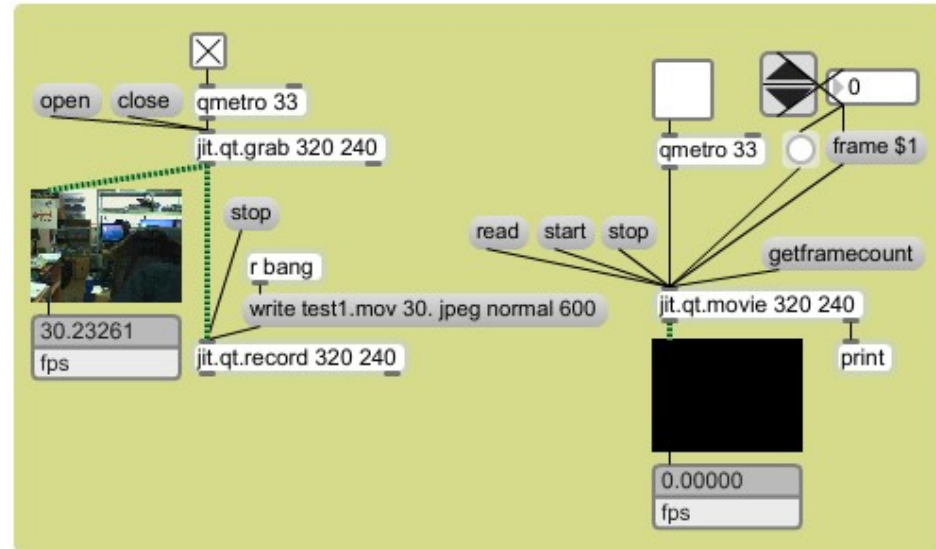 open
close
qmetro 33
jit.qt.grab 320 240
stop
r bang
write test1.mov 30. jpeg normal 600
30.23261
fps
jit.qt.record 320 240
0
qmetro 33
frame $1
read
start
stop
getframecount
jit.qt.movie 320 240
print
0.00000
fps